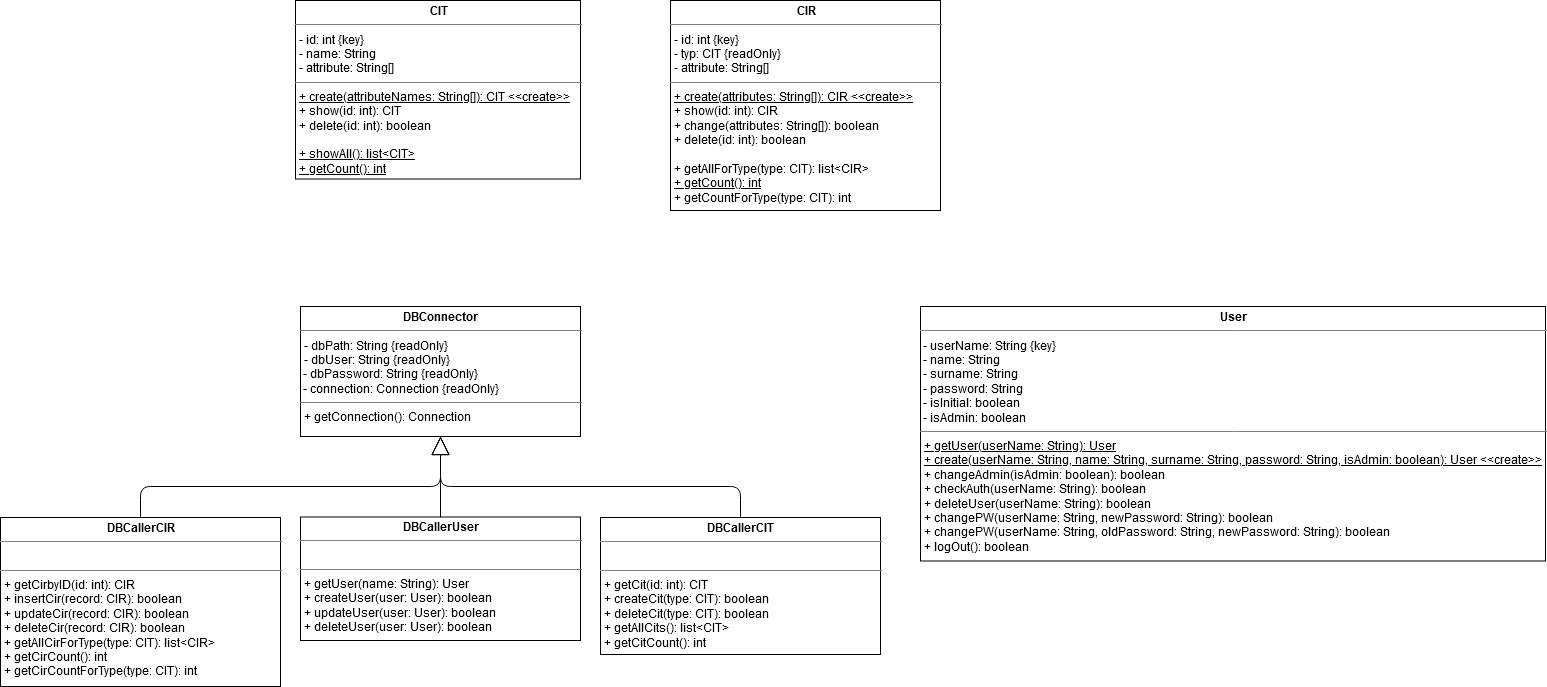 CIT
- id: int {key}
- name: String
- attribute: String[]
+ create(attributeNames: String[]): CIT <<create>>
+ show(id: int): CIT
+ delete(id: int): boolean
+ showAll(): list<CIT>
+ getCount(): int
CIR
- id: int {key}
- typ: CIT {readOnly}
- attribute: String[]
+ create(attributes: String[]): CIR <<create>>
+ show(id: int): CIR
+ change(attributes: String[]): boolean
+ delete(id: int): boolean
+ getAllForType(type: CIT): list<CIR>
+ getCount(): int
+ getCountForType(type: CIT): int
DBConnector
- dbPath: String {readOnly}
- dbUser: String {readOnly}
- dbPassword: String {readOnly}
- connection: Connection {readOnly}
+ getConnection(): Connection
User
- userName: String {key}
- name: String
- surname: String
- password: String
- isInitial: boolean
- isAdmin: boolean
+ getUser(userName: String): User
+ create(userName: String, name: String, surname: String, password: String, isAdmin: boolean): User <<create>>
+ changeAdmin(isAdmin: boolean): boolean
+ checkAuth(userName: String): boolean
+ deleteUser(userName: String): boolean
+ changePW(userName: String, newPassword: String): boolean
+ changePW(userName: String, oldPassword: String, newPassword: String): boolean
+ logOut(): boolean
DBCallerCIR
+ getCirbyID(id: int): CIR
+ insertCir(record: CIR): boolean
+ updateCir(record: CIR): boolean
+ deleteCir(record: CIR): boolean
+ getAllCirForType(type: CIT): list<CIR>
+ getCirCount(): int
+ getCirCountForType(type: CIT): int
DBCallerUser
+ getUser(name: String): User
+ createUser(user: User): boolean
+ updateUser(user: User): boolean
+ deleteUser(user: User): boolean
DBCallerCIT
+ getCit(id: int): CIT
+ createCit(type: CIT): boolean
+ deleteCit(type: CIT): boolean
+ getAllCits(): list<CIT>
+ getCitCount(): int